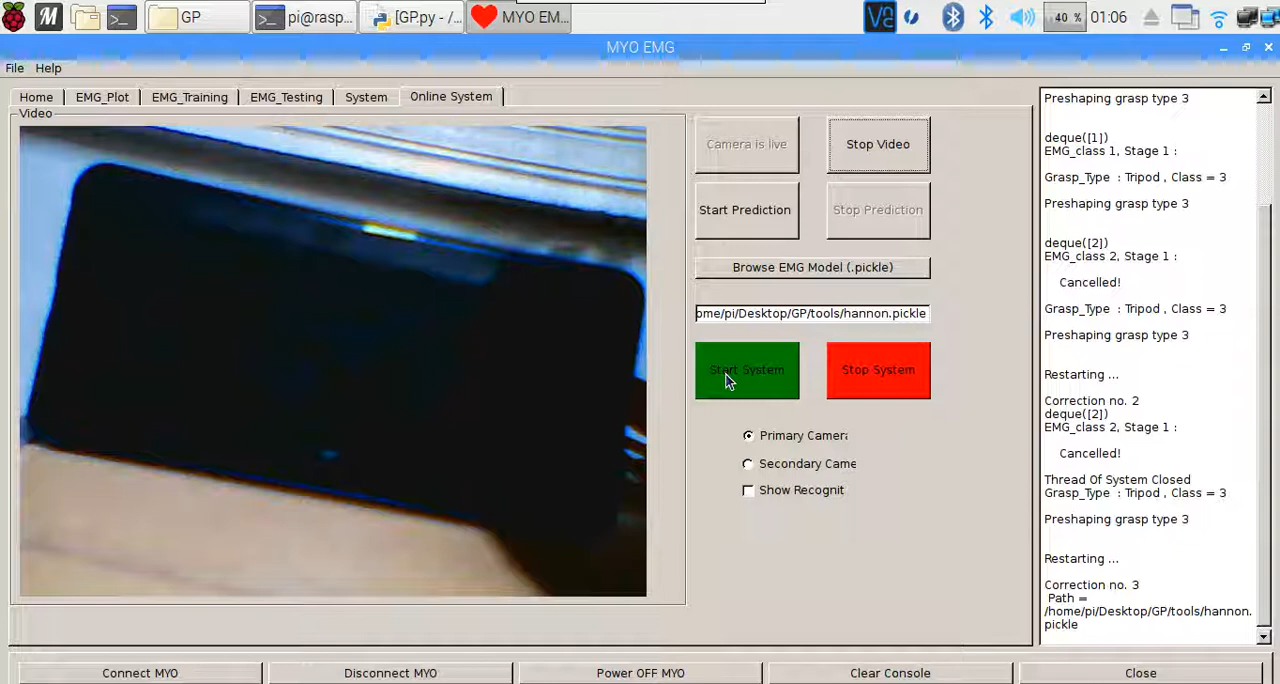 GP
pi@rasp...
[GP.py - /...
MYO EM...
40 %
01:06
MYO EMG
File
Help
Home
EMG_Plot
EMG_Training
EMG_Testing
System
Online System
Video
Camera is live
Stop Video
Start Prediction
Stop Prediction
Browse EMG Model (.pickle)
ome/pi/Desktop/GP/tools/hannon.pickle
Start System
Stop System
Primary Camera
Secondary Came
Show Recognit
Preshaping grasp type 3
deque([1])
EMG_class 1, Stage 1 :
Grasp_Type : Tripod , Class = 3
Preshaping grasp type 3
deque([2])
EMG_class 2, Stage 1 :
Cancelled!
Grasp_Type : Tripod , Class = 3
Preshaping grasp type 3
Restarting ...
Correction no. 2
deque([2])
EMG_class 2, Stage 1 :
Cancelled!
Thread Of System Closed
Grasp_Type : Tripod , Class = 3
Preshaping grasp type 3
Restarting ...
Correction no. 3
Path =
/home/pi/Desktop/GP/tools/hannon.
pickle
Connect MYO
Disconnect MYO
Power OFF MYO
Clear Console
Close